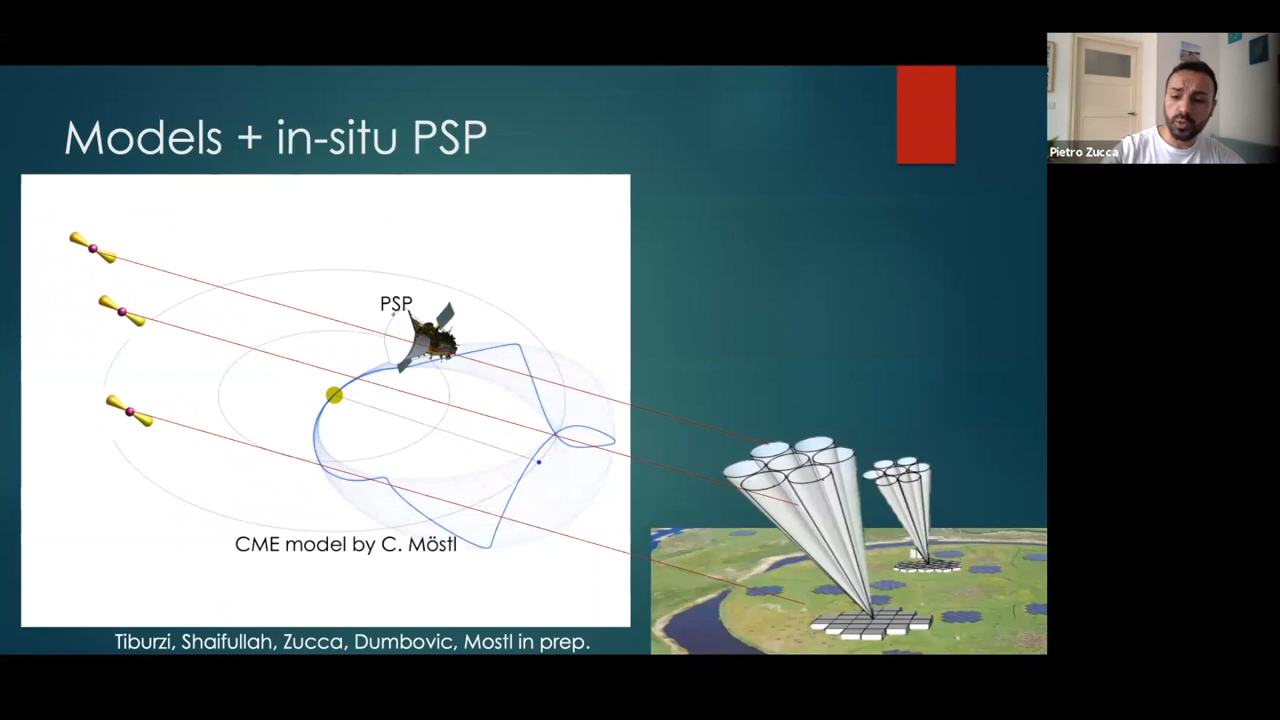 Models + in-situ PSP
Pietro Zucca
PSP
CME model by C. Möstl
Tiburzi, Shaifullah, Zucca, Dumbovic, Mostl in prep.